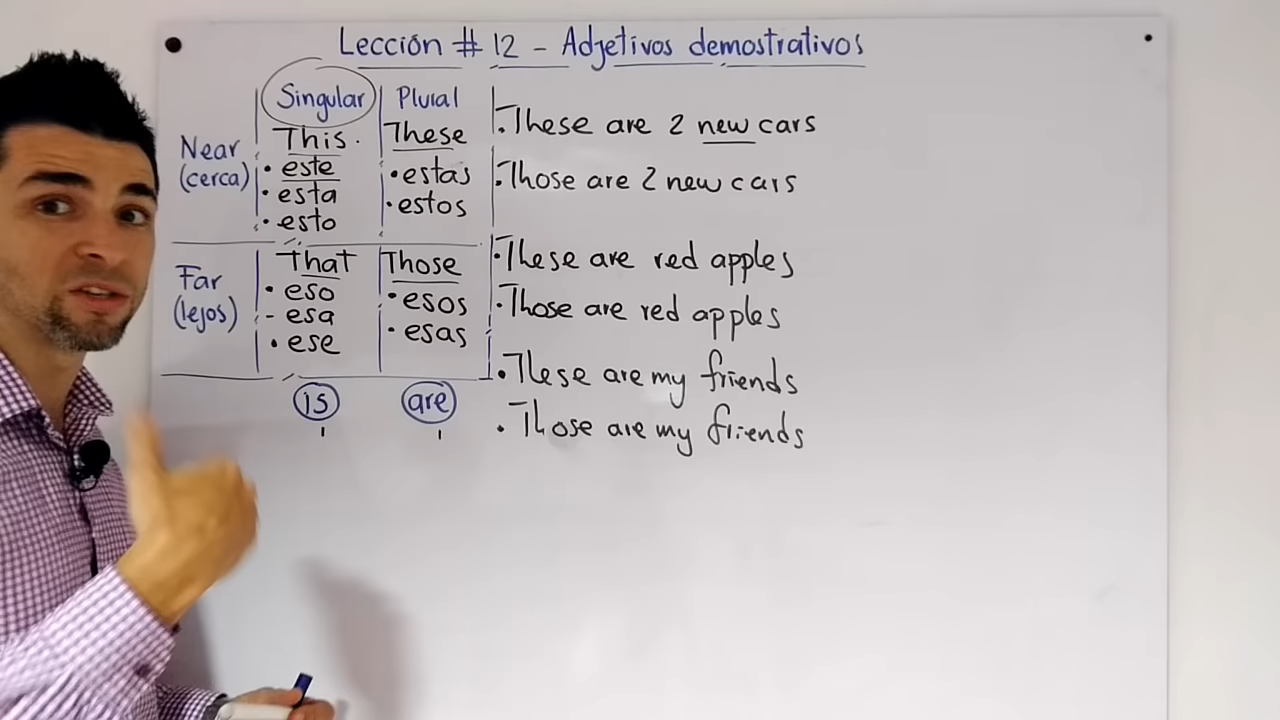 Lección # 12 - Adjetivos demostrativos
Singular Plural
Near (cerca)
This.
• este
• esta
• esto
These
• estas
• estos
Far (lejos)
That
• eso
- esa
• ese
Those
• esos
• esas
is are
• These are 2 new cars
• Those are 2 new cars
• These are red apples
• Those are red apples
• These are my friends
• Those are my friends